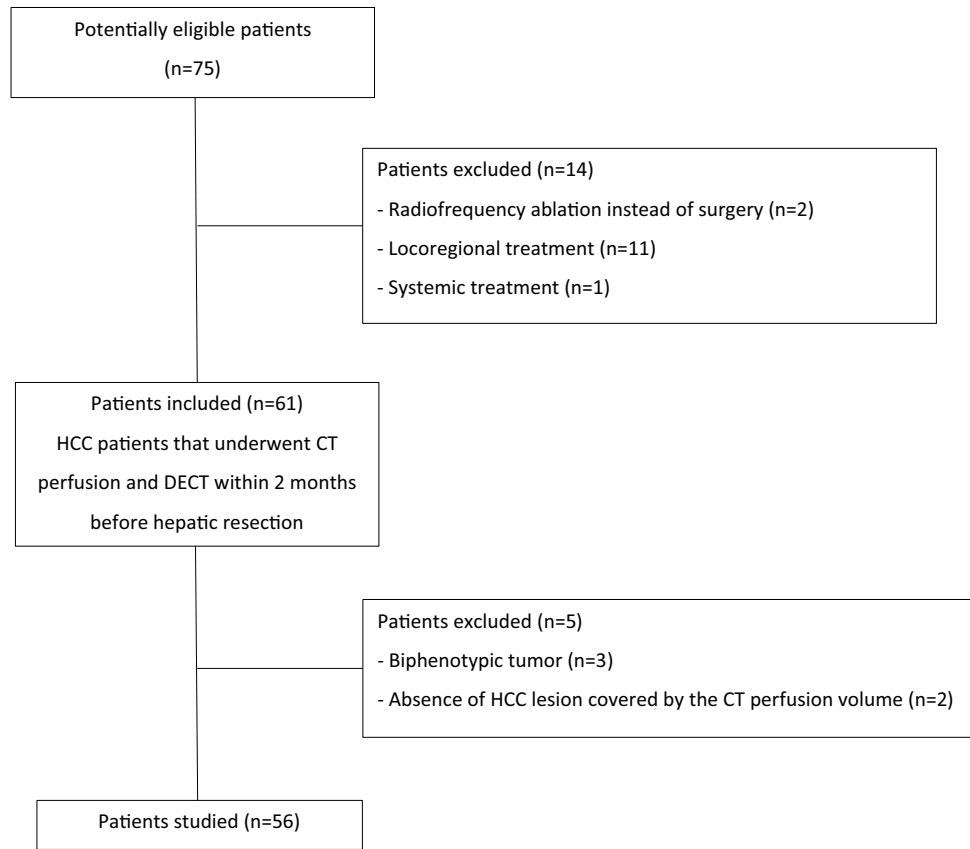 Potentially eligible patients
(n=75)
Patients excluded (n=14)
- Radiofrequency ablation instead of surgery (n=2)
- Locoregional treatment (n=11)
- Systemic treatment (n=1)
Patients included (n=61)
HCC patients that underwent CT
perfusion and DECT within 2 months
before hepatic resection
Patients excluded (n=5)
- Biphenotypic tumor (n=3)
- Absence of HCC lesion covered by the CT perfusion volume (n=2)
Patients studied (n=56)